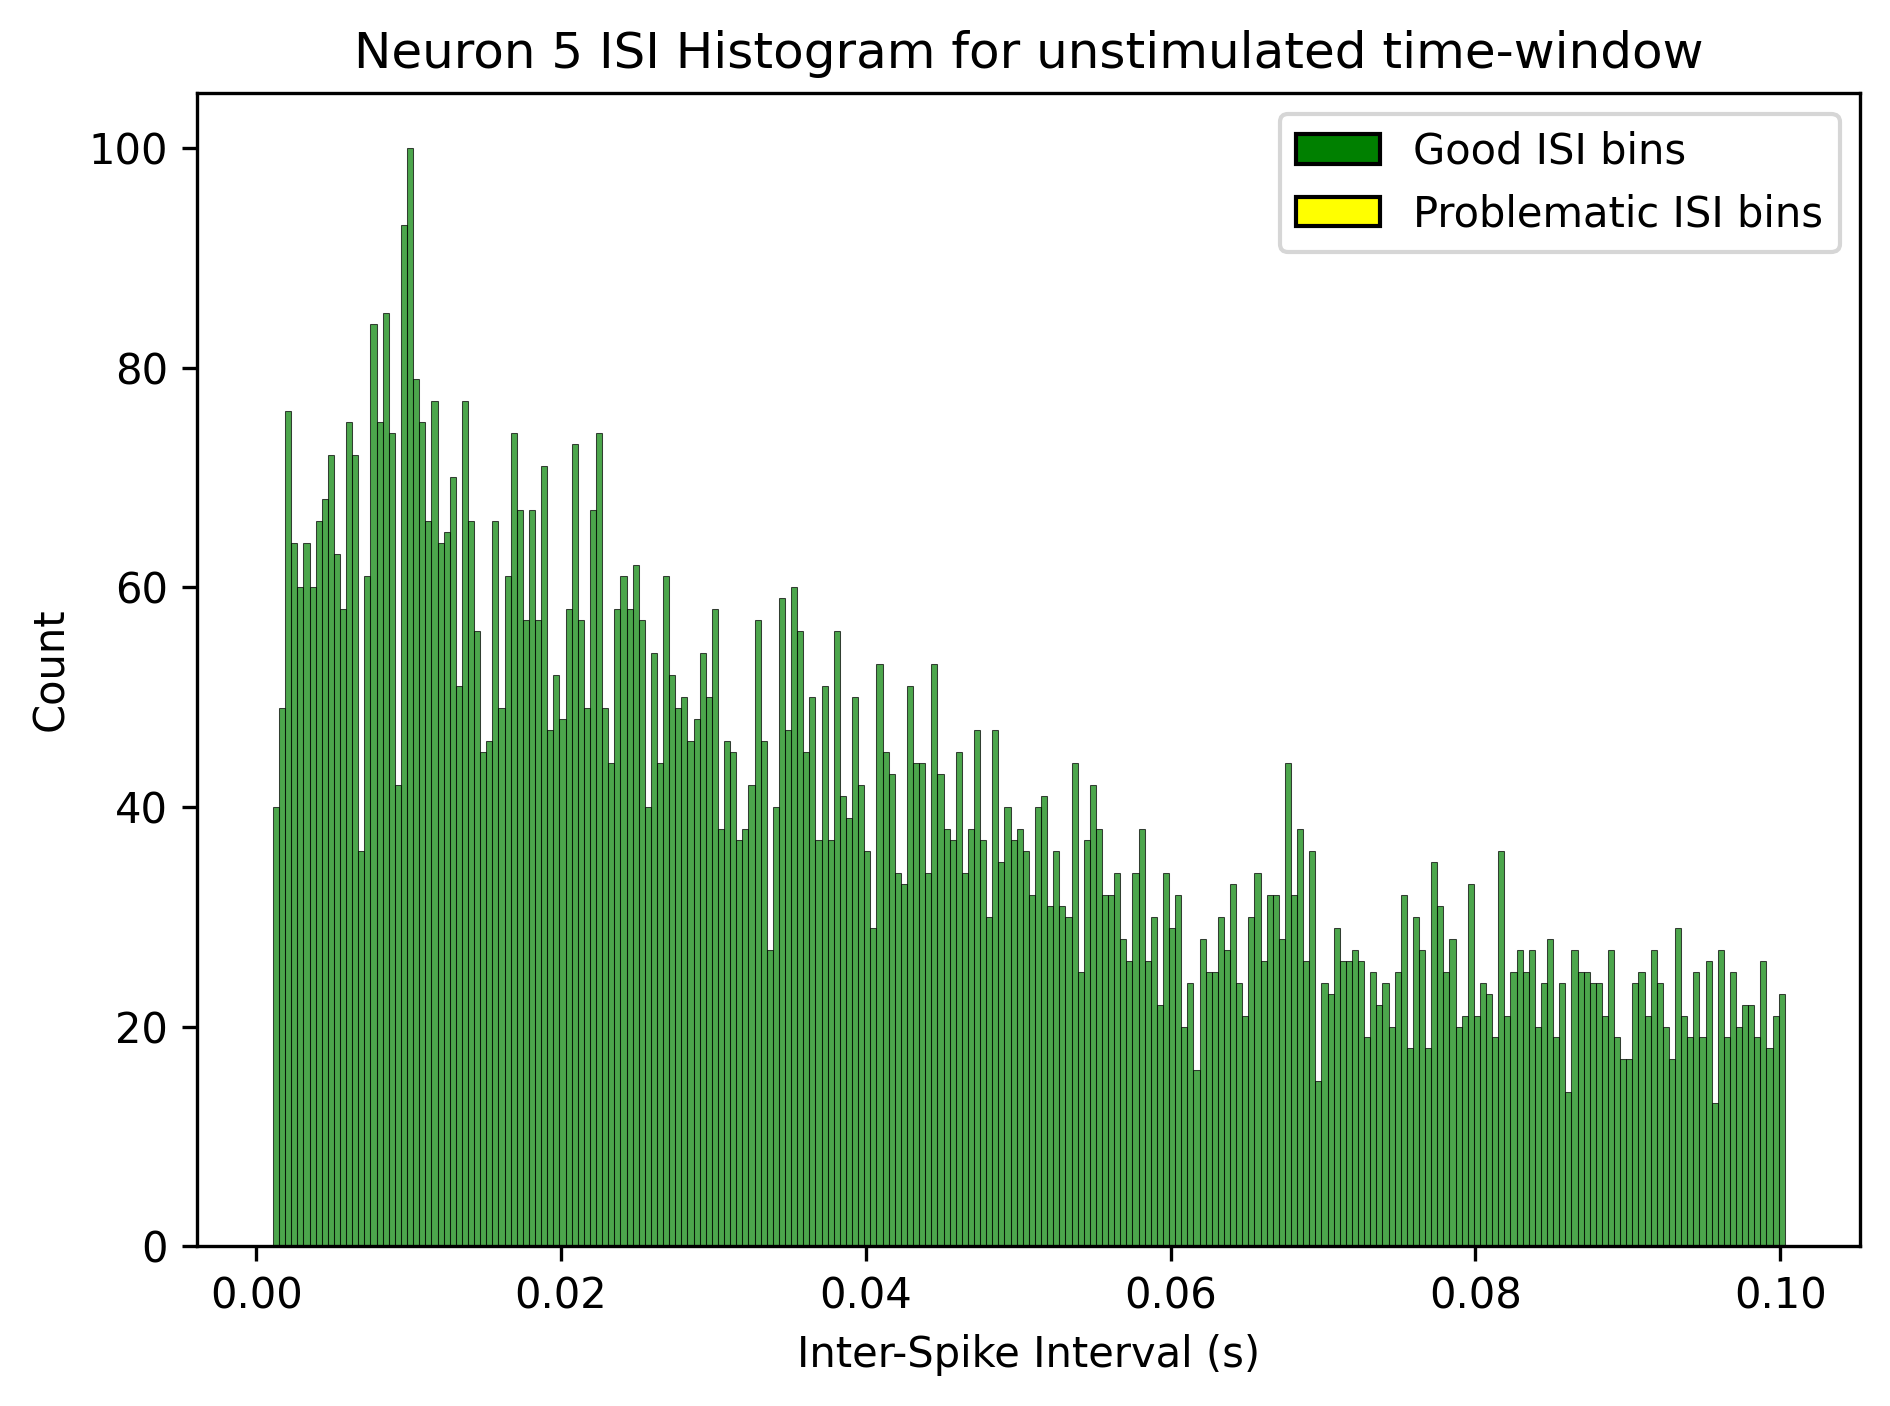 Neuron 5 ISI Histogram for unstimulated time-window
Good ISI bins
Problematic ISI bins
100
80
60
40
20
0
Count
0.00 0.02 0.04 0.06 0.08 0.10
Inter-Spike Interval (s)